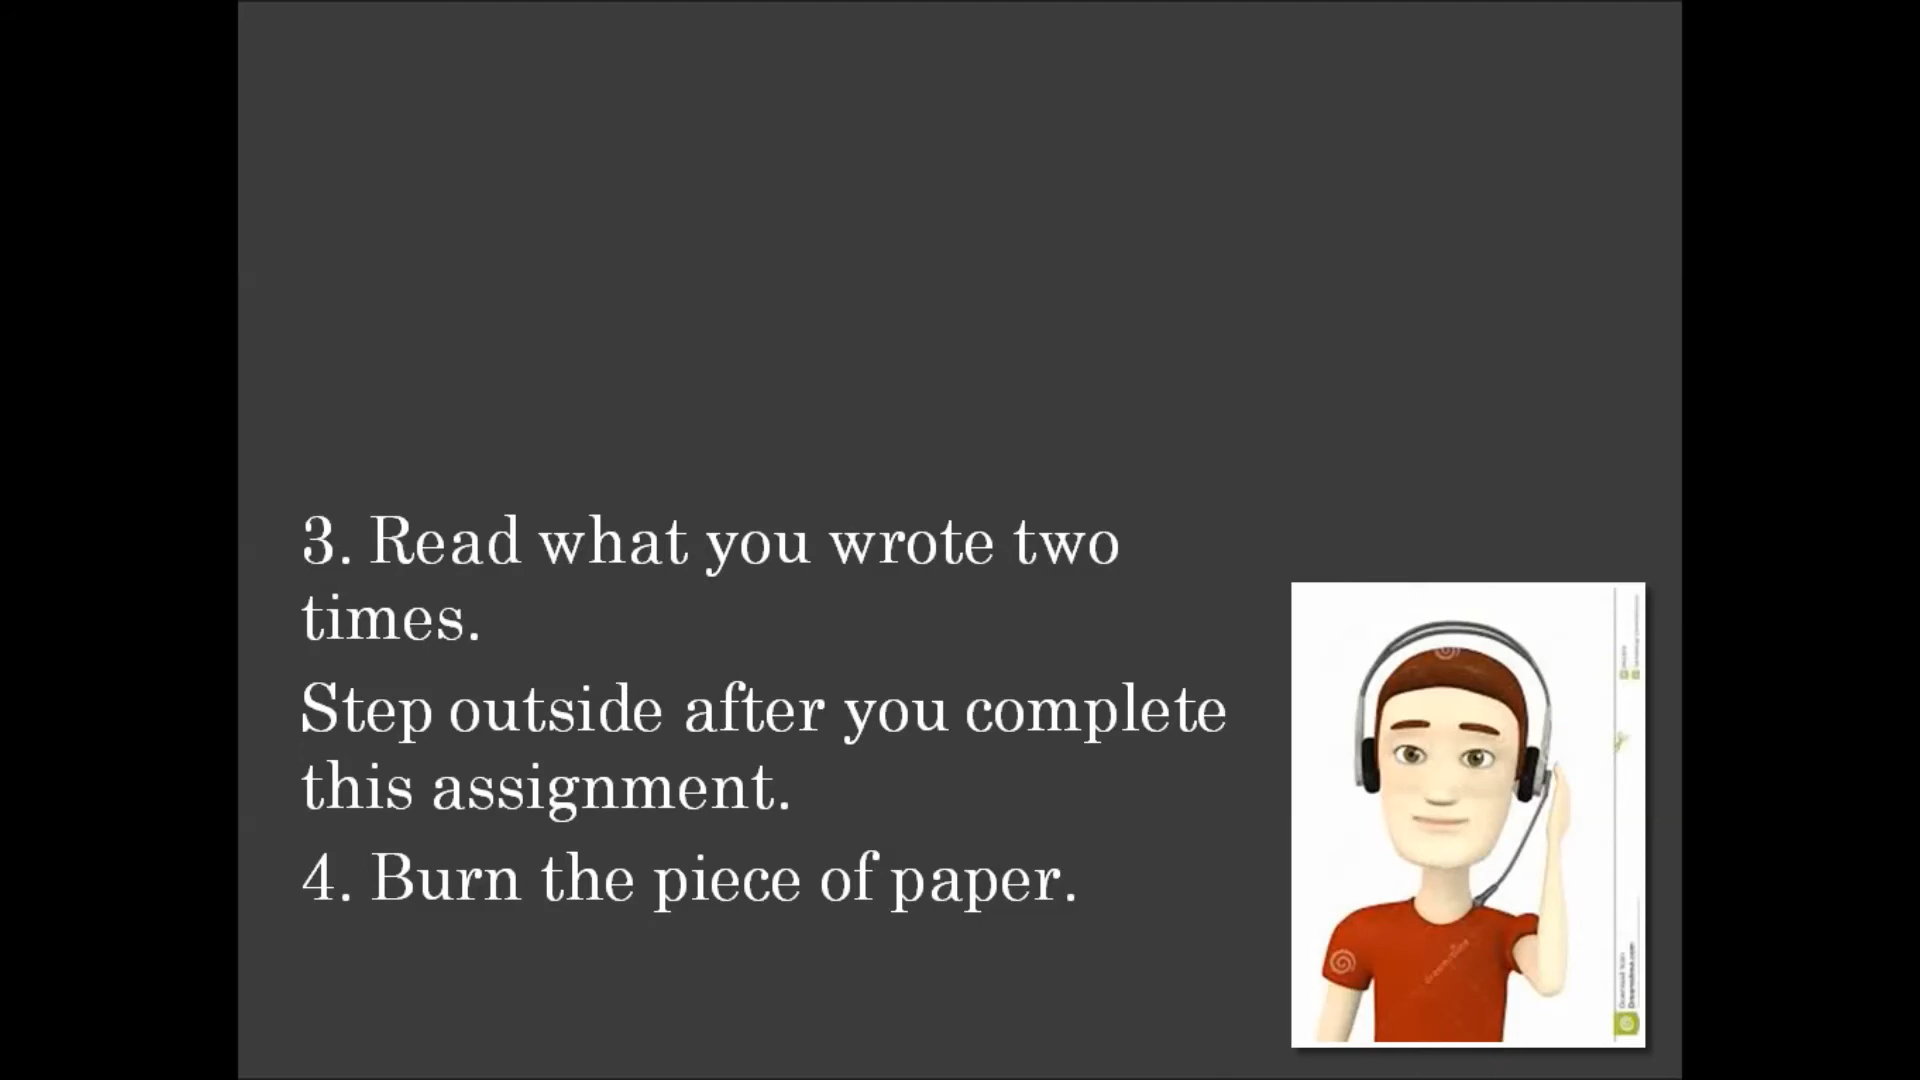 3. Read what you wrote two
times.
Step outside after you complete
this assignment.
4. Burn the piece of paper.